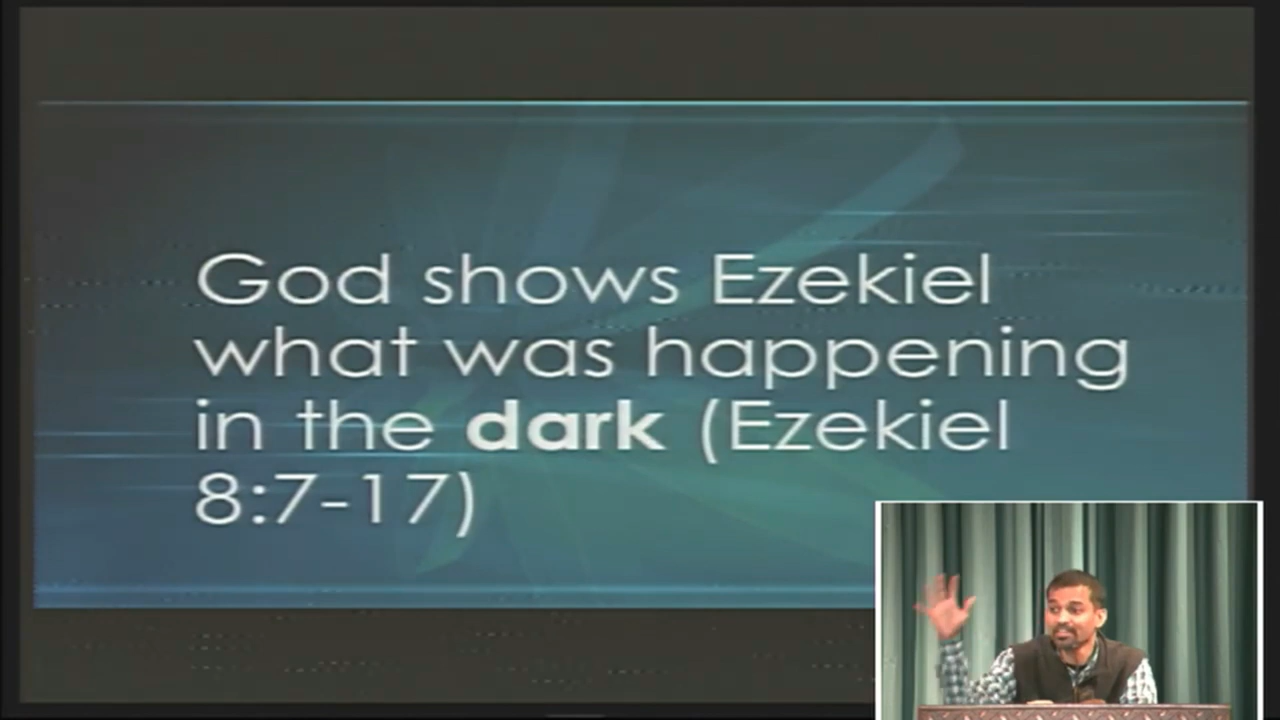 God shows Ezekiel
what was happening
in the dark (Ezekiel
8:7-17)